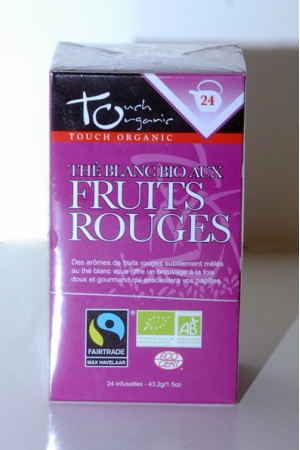 Touch
Organic
24
TOUCH ORGANIC
THÉ BLANC BIO AUX
FRUITS
ROUGES
Des arômes de fruits rouges subtilement mêlés
au thé blanc vous offre un breuvage à la fois
doux et gourmand qui ensoleillera vos papilles.
FAIRTRADE
MAX HAVELAAR
AB
ECO
CERT
24 infusettes - 43.2g/1.5oz